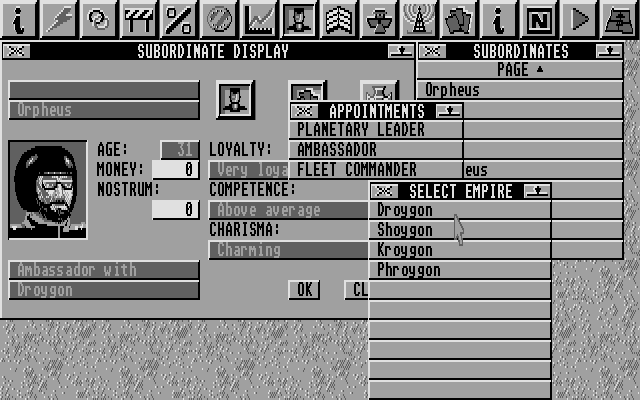 SUBORDINATE DISPLAY
SUBORDINATES
PAGE
Orpheus
Orpheus
APPOINTMENTS
PLANETARY LEADER
AMBASSADOR
FLEET COMMANDER
eus
AGE: 31
MONEY: 0
NOSTRUM:
0
LOYALTY:
Very loya
COMPETENCE:
Above average
CHARISMA:
Charming
SELECT EMPIRE
Droygon
Shoygon
Kroygon
Phroygon
Ambassador with
Droygon
OK
CL